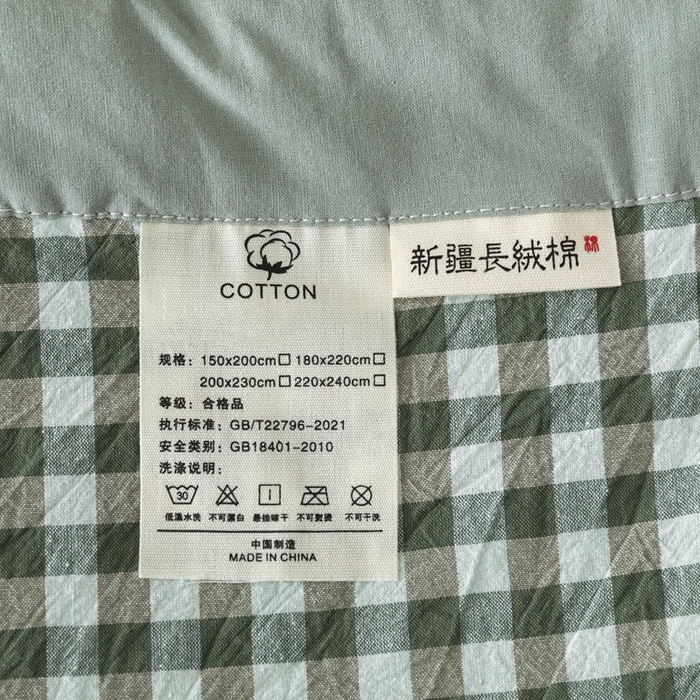 COTTON
新疆長絨棉
棉
规格：150x200cm□ 180x220cm□
200x230cm□ 220x240cm□
等级：合格品
执行标准：GB/T22796-2021
安全类别：GB18401-2010
洗涤说明：
30
低温水洗 不可漂白 悬挂晾干 不可熨烫 不可干洗
中国制造
MADE IN CHINA